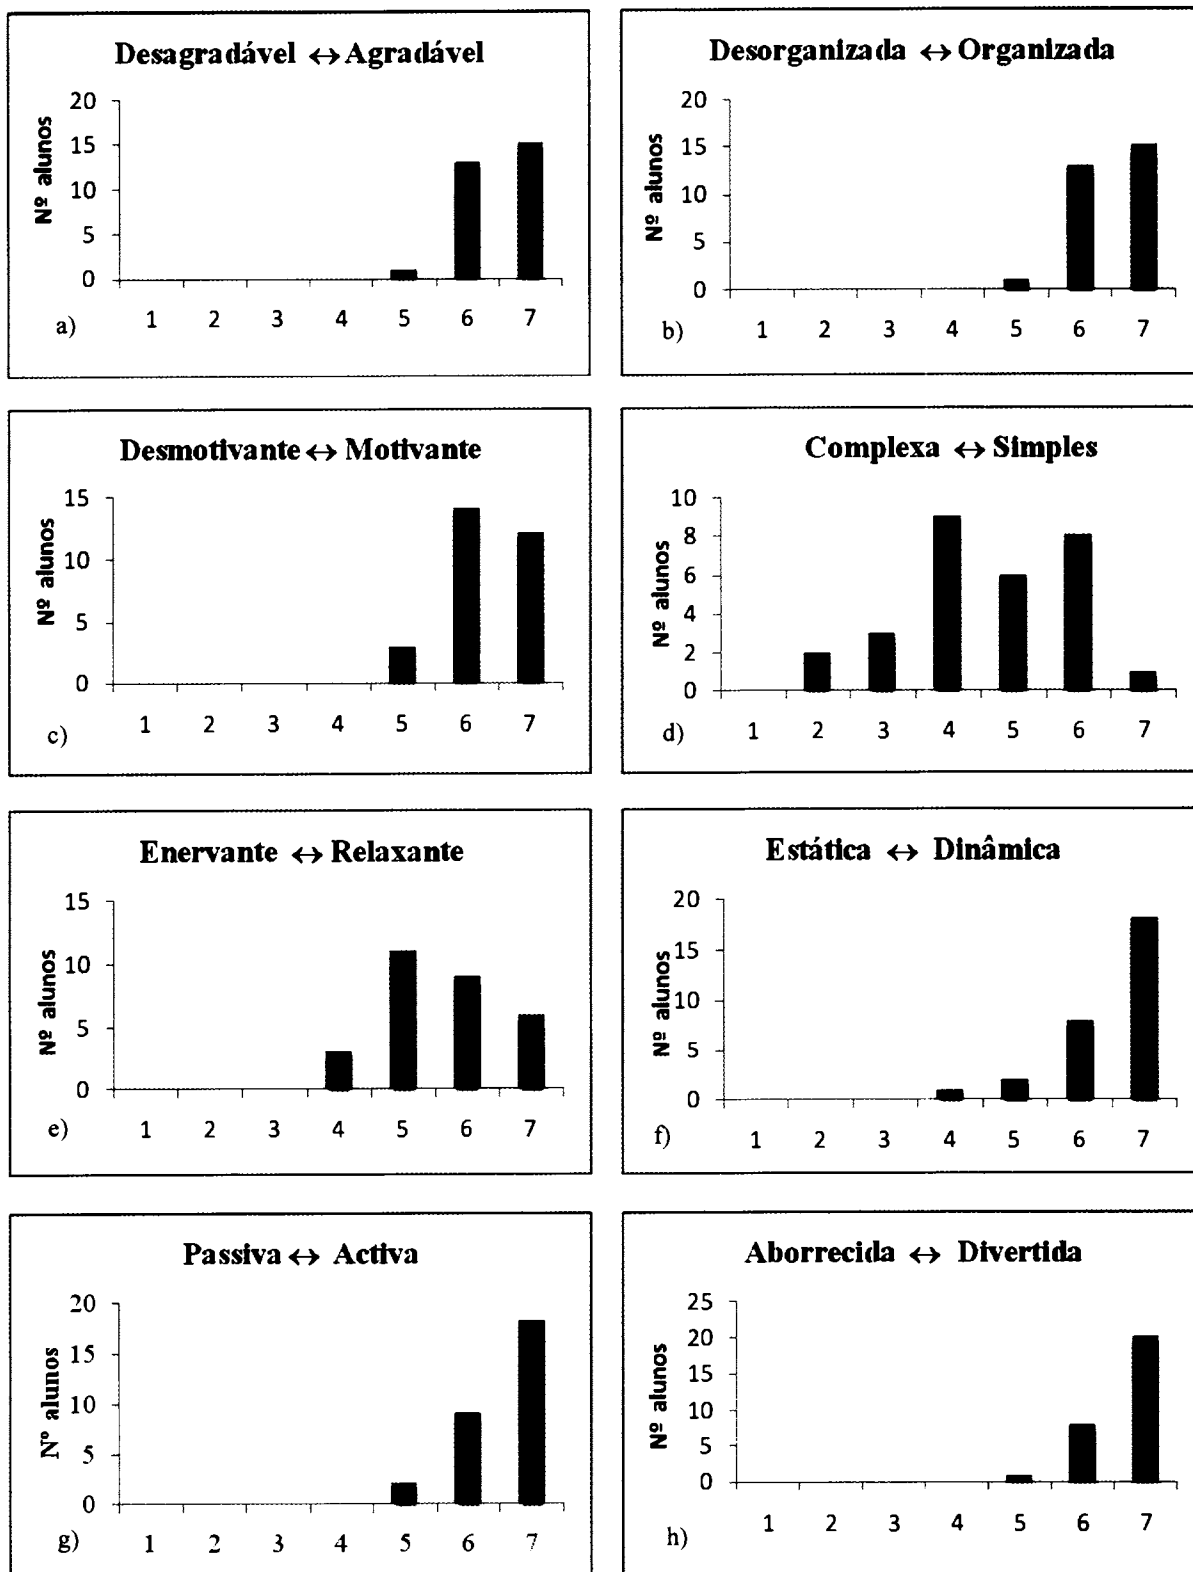 Desagradável ↔ Agradável
Nº alunos
20
15
10
5
0
1 2 3 4 5 6 7
a)
Desorganizada ↔ Organizada
Nº alunos
20
15
10
5
0
1 2 3 4 5 6 7
b)
Desmotivante ↔ Motivante
Nº alunos
15
10
5
0
1 2 3 4 5 6 7
c)
Complexa ↔ Simples
Nº alunos
10
8
6
4
2
0
1 2 3 4 5 6 7
d)
Enervante ↔ Relaxante
Nº alunos
15
10
5
0
1 2 3 4 5 6 7
e)
Estática ↔ Dinâmica
Nº alunos
20
15
10
5
0
1 2 3 4 5 6 7
f)
Passiva ↔ Activa
Nº alunos
20
15
10
5
0
1 2 3 4 5 6 7
g)
Aborrecida ↔ Divertida
Nº alunos
25
20
15
10
5
0
1 2 3 4 5 6 7
h)